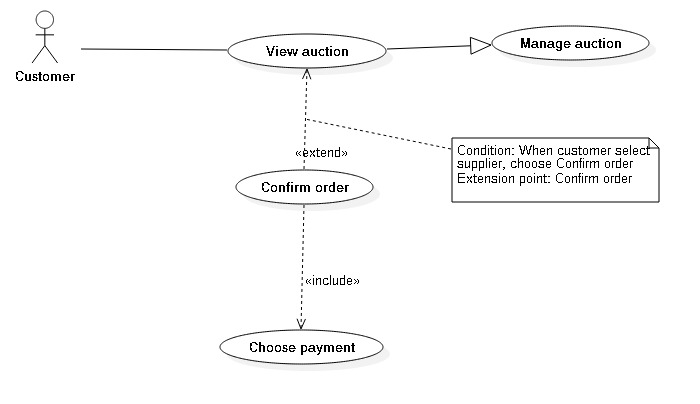 Customer
View auction
Manage auction
«extend»
Condition: When customer select
supplier, choose Confirm order
Extension point: Confirm order
Confirm order
«include»
Choose payment